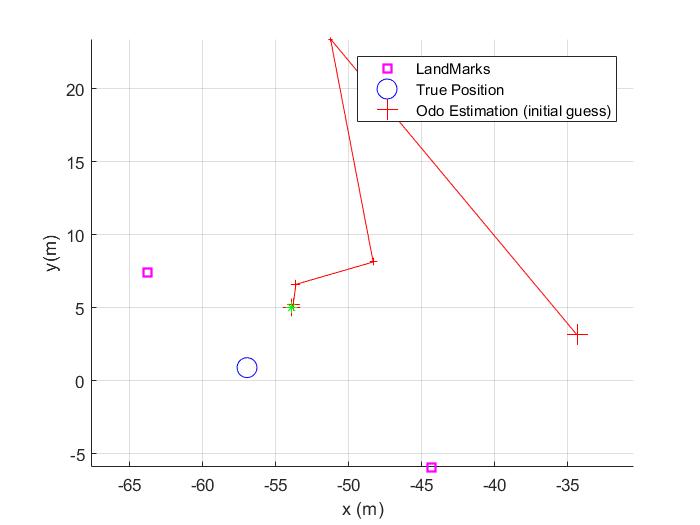 LandMarks
True Position
Odo Estimation (initial guess)
20
15
10
5
0
-5
y(m)
-65 -60 -55 -50 -45 -40 -35
x (m)